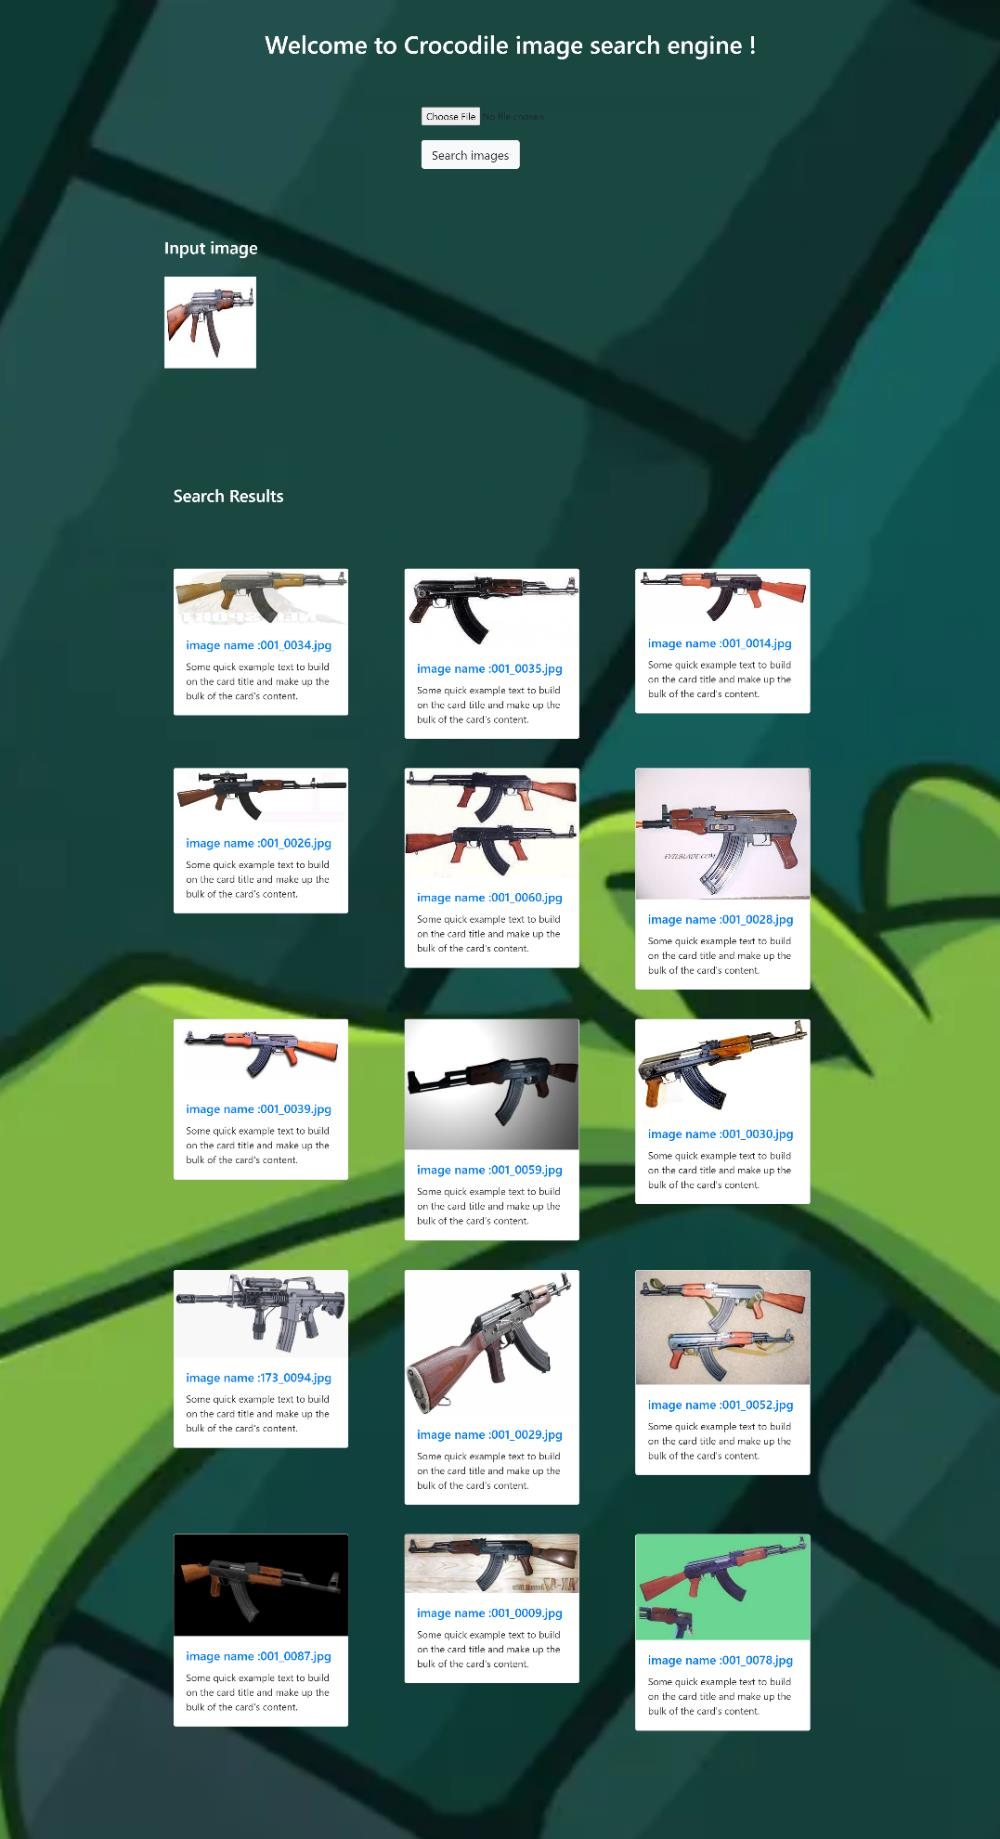 Welcome to Crocodile image search engine !
Choose File No file chosen
Search images
Input image
Search Results
image name :001_0034.jpg
Some quick example text to build
on the card title and make up the
bulk of the card's content.
image name :001_0035.jpg
Some quick example text to build
on the card title and make up the
bulk of the card's content.
image name :001_0014.jpg
Some quick example text to build
on the card title and make up the
bulk of the card's content.
image name :001_0026.jpg
Some quick example text to build
on the card title and make up the
bulk of the card's content.
image name :001_0060.jpg
Some quick example text to build
on the card title and make up the
bulk of the card's content.
EVILBLADE.COM
image name :001_0028.jpg
Some quick example text to build
on the card title and make up the
bulk of the card's content.
image name :001_0039.jpg
Some quick example text to build
on the card title and make up the
bulk of the card's content.
image name :001_0059.jpg
Some quick example text to build
on the card title and make up the
bulk of the card's content.
image name :001_0030.jpg
Some quick example text to build
on the card title and make up the
bulk of the card's content.
image name :173_0094.jpg
Some quick example text to build
on the card title and make up the
bulk of the card's content.
image name :001_0029.jpg
Some quick example text to build
on the card title and make up the
bulk of the card's content.
image name :001_0052.jpg
Some quick example text to build
on the card title and make up the
bulk of the card's content.
image name :001_0087.jpg
Some quick example text to build
on the card title and make up the
bulk of the card's content.
image name :001_0009.jpg
Some quick example text to build
on the card title and make up the
bulk of the card's content.
image name :001_0078.jpg
Some quick example text to build
on the card title and make up the
bulk of the card's content.